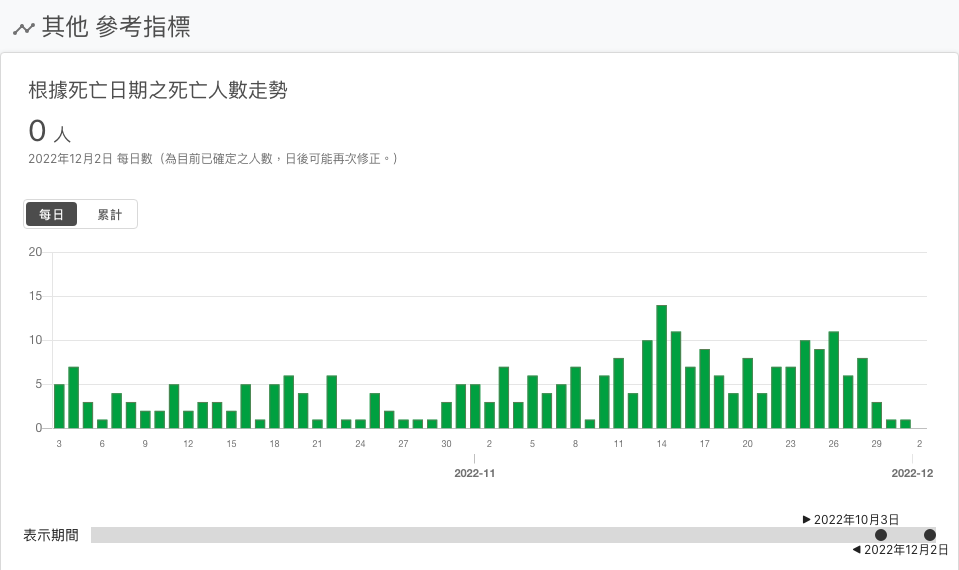 其他 參考指標
根據死亡日期之死亡人數走勢
0 人
2022年12月2日 每日數（為目前已確定之人數，日後可能再次修正。）
每日 累計
20
15
10
5
0
3 6 9 12 15 18 21 24 27 30 2 5 8 11 14 17 20 23 26 29 2
2022-11 2022-12
▶ 2022年10月3日
表示期間
◀ 2022年12月2日